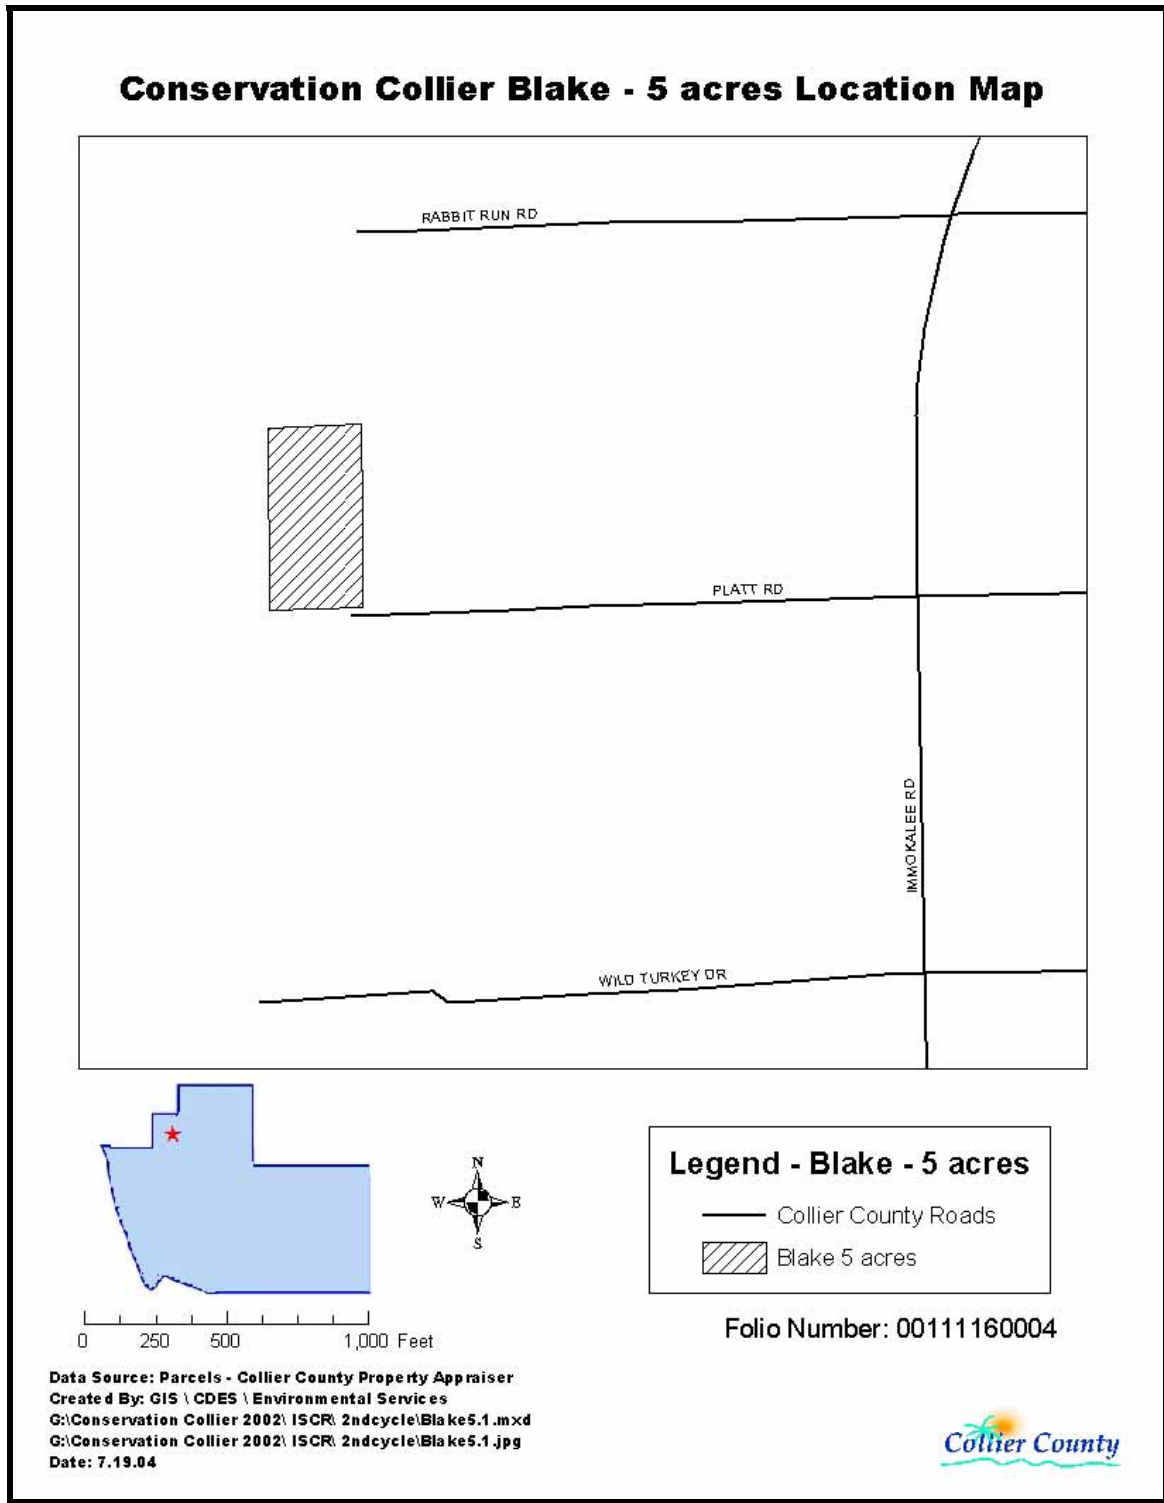 Conservation Collier Blake - 5 acres Location Map
RABBIT RUN RD
PLATT RD
IMMOKALEE RD
WILD TURKEY DR
N
W E
S
Legend - Blake - 5 acres
Collier County Roads
Blake 5 acres
0 250 500 1,000 Feet
Folio Number: 00111160004
Data Source: Parcels - Collier County Property Appraiser
Created By: GIS \ CDES \ Environmental Services
G:\Conservation Collier 2002\ ISCR\ 2ndcycle\Blake5.1.mxd
G:\Conservation Collier 2002\ ISCR\ 2ndcycle\Blake5.1.jpg
Date: 7.19.04
Collier County